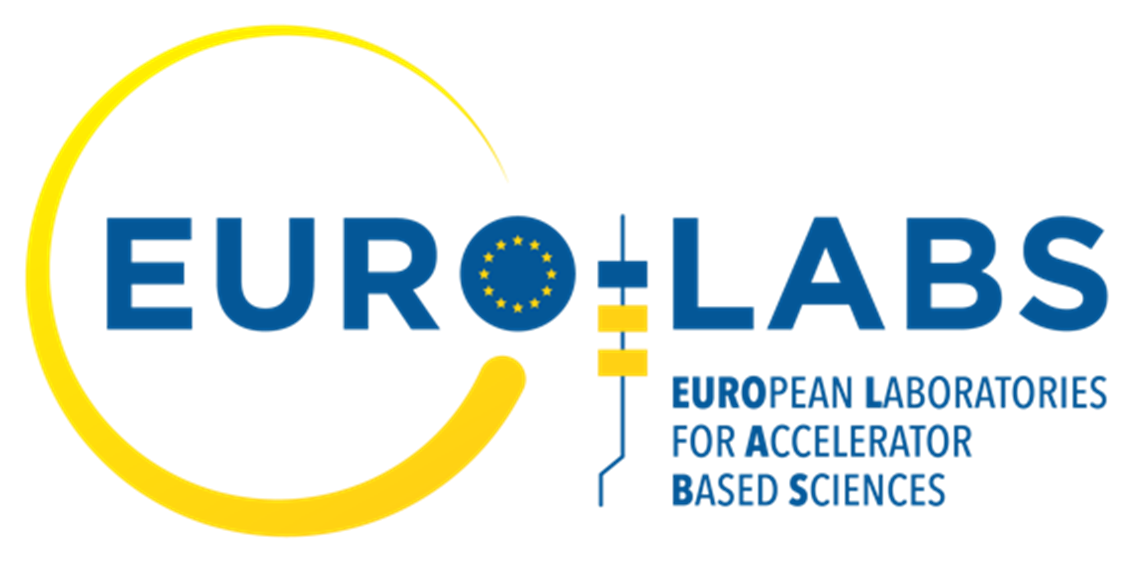 EURO-LABS
EUROPEAN LABORATORIES
FOR ACCELERATOR
BASED SCIENCES